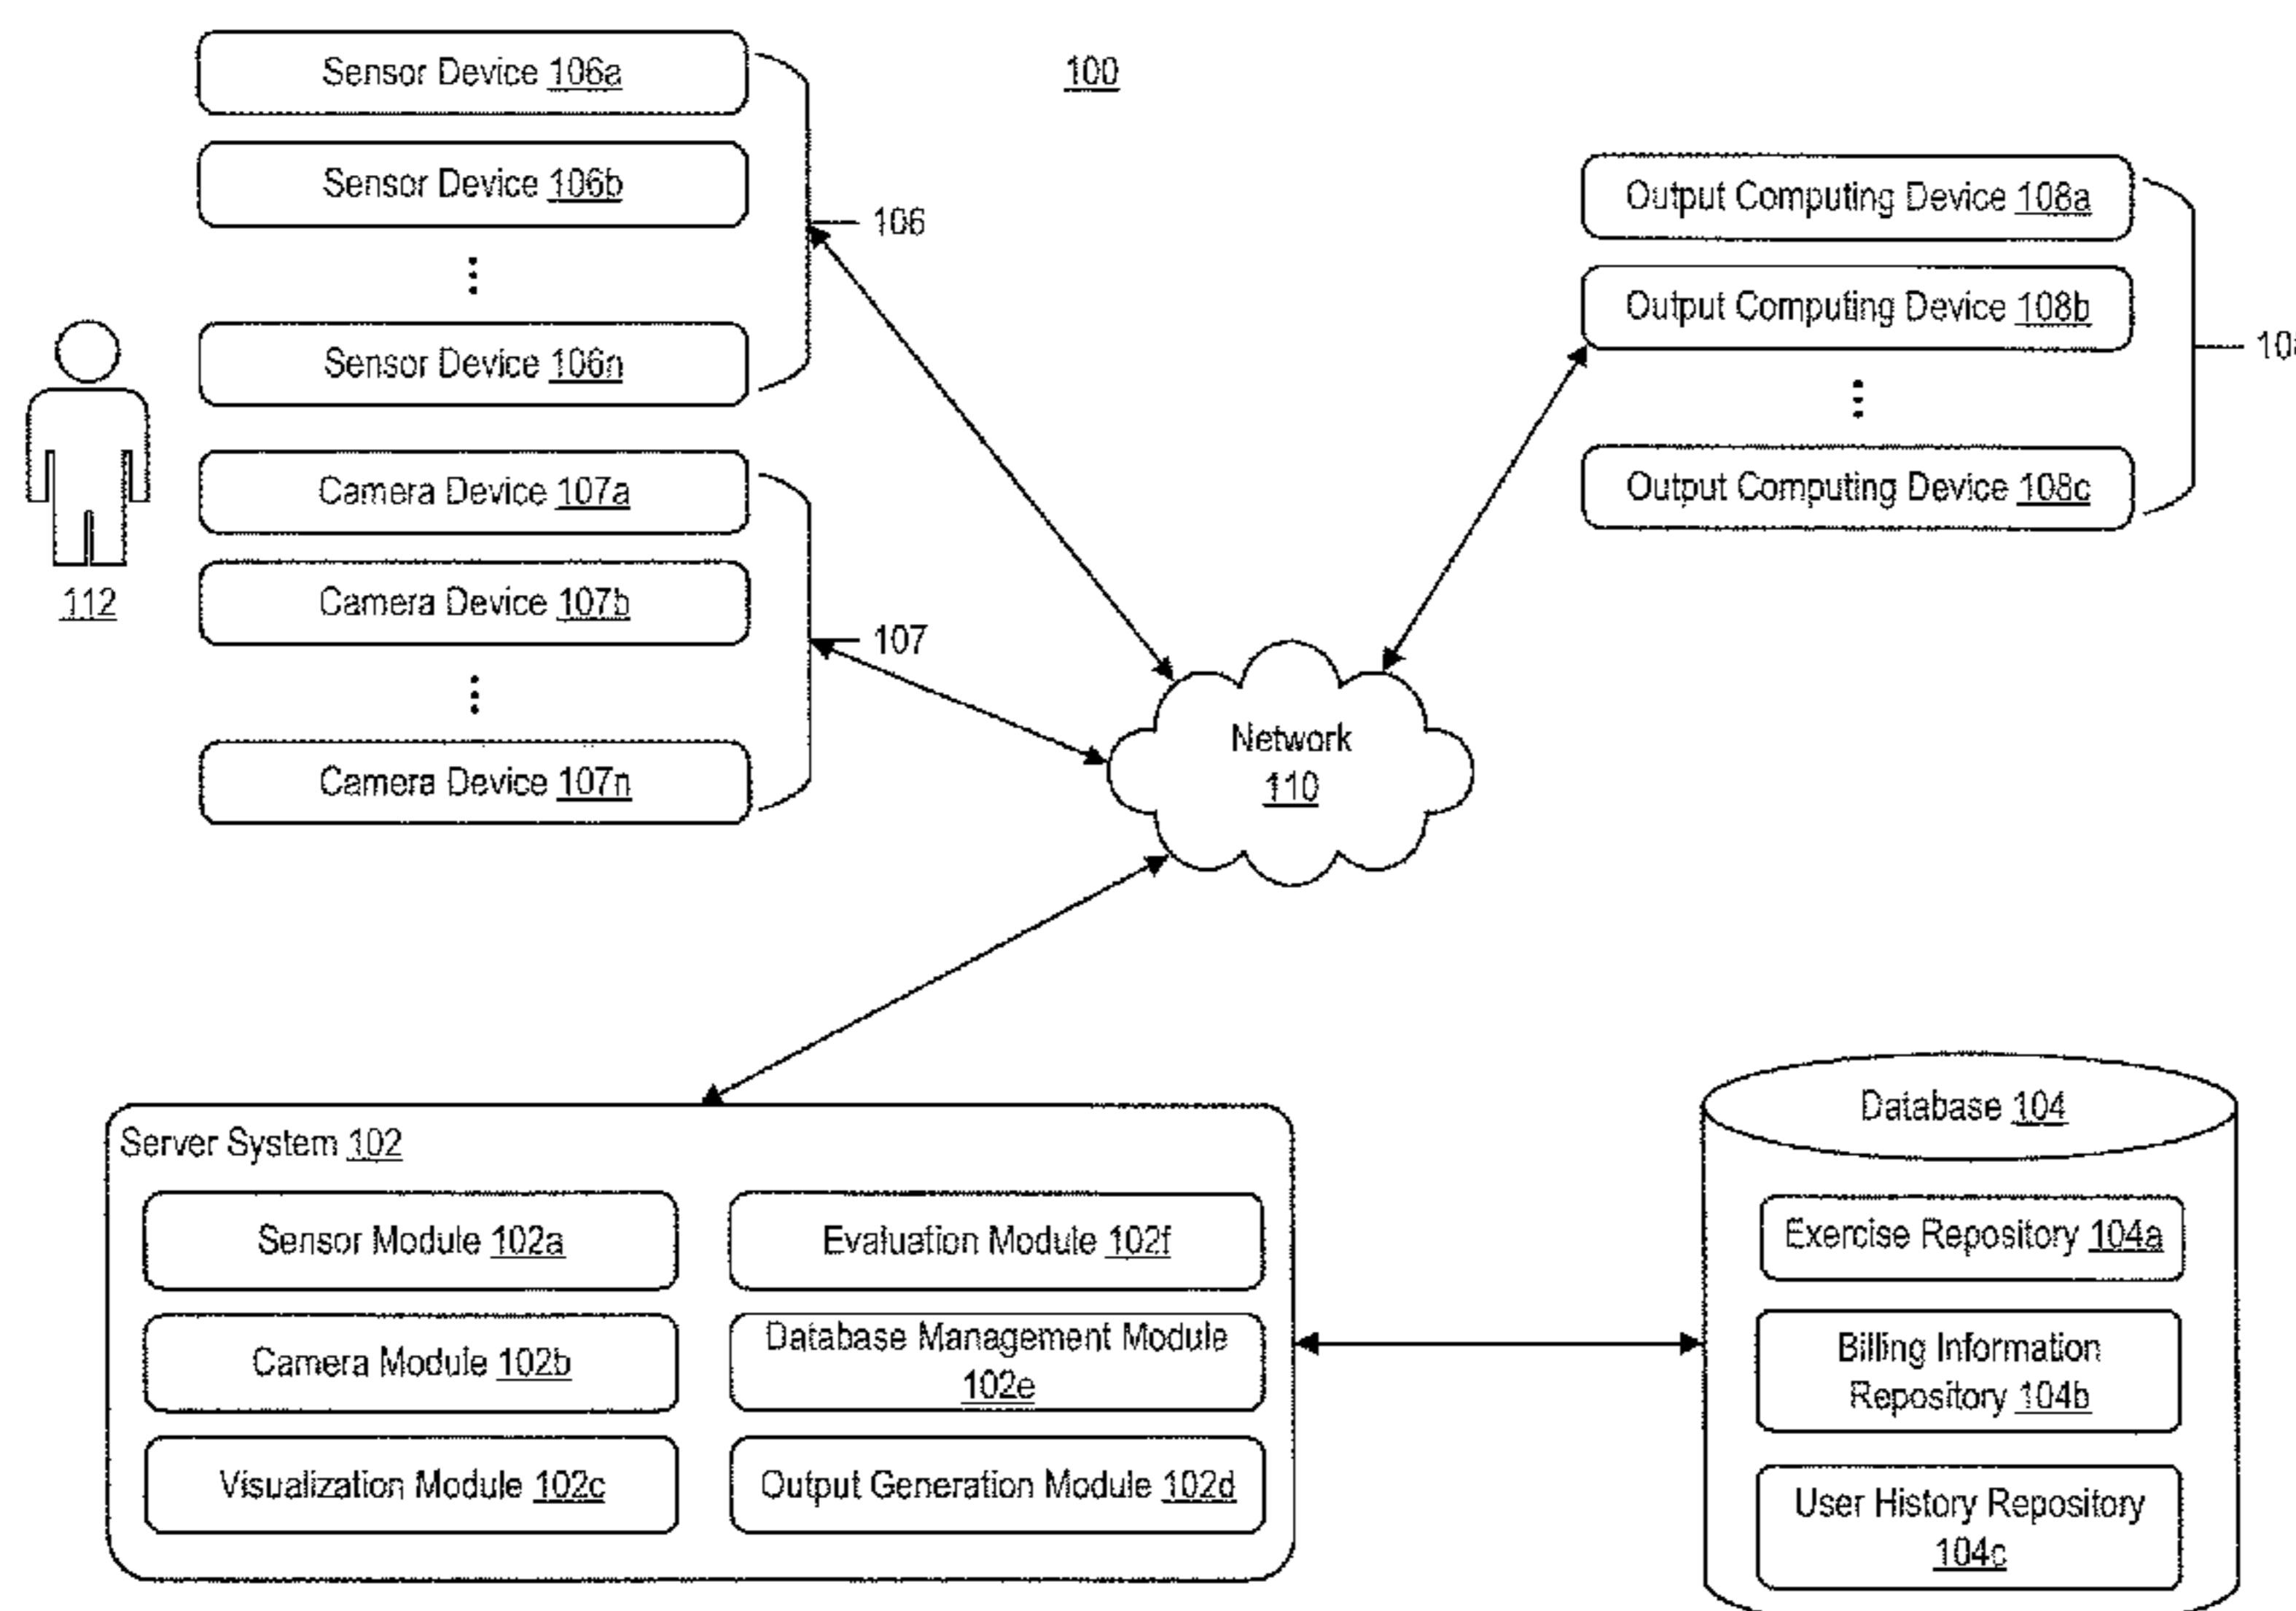 Sensor Device 106a
100
Sensor Device 106b
106
Sensor Device 106n
Output Computing Device 108a
Output Computing Device 108b
Output Computing Device 108c
112
Camera Device 107a
Camera Device 107b
107
Camera Device 107n
Network
110
Server System 102
Sensor Module 102a
Evaluation Module 102f
Camera Module 102b
Database Management Module
102e
Visualization Module 102c
Output Generation Module 102d
Database 104
Exercise Repository 104a
Billing Information
Repository 104b
User History Repository
104c